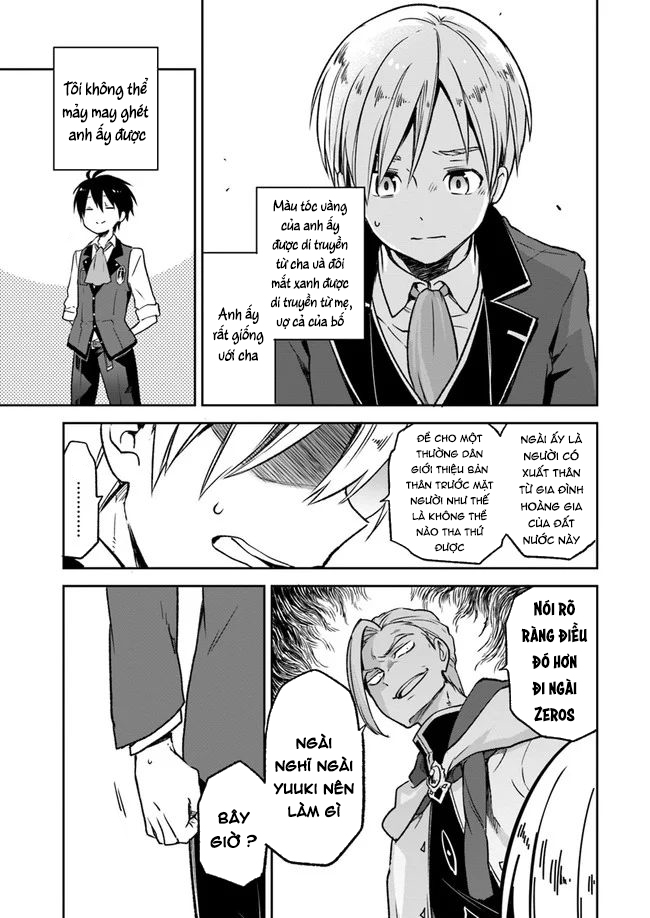 Tôi không thể
mảy may ghét
anh ấy được
Màu tóc vàng
của anh ấy
được di truyền
từ cha và đôi
mắt xanh được
di truyền từ mẹ,
vợ cả của bố
Anh ấy
rất giống
với cha
NGÀI ẤY LÀ
NGƯỜI CÓ
XUẤT THÂN
TỪ GIA ĐÌNH
HOÀNG GIA
CỦA ĐẤT
NƯỚC NÀY
ĐỂ CHO MỘT
THƯỜNG DÂN
GIỚI THIỆU BẢN
THÂN TRƯỚC MẶT
NGƯỜI NHƯ THẾ
LÀ KHÔNG THỂ
NÀO THA THỨ
ĐƯỢC
.........
NÓI RÕ
RÀNG ĐIỀU
ĐÓ HƠN
ĐI NGÀI
ZEROS
NGÀI
NGHĨ NGÀI
YUUKI NÊN
LÀM GÌ
BÂY
GIỜ ?